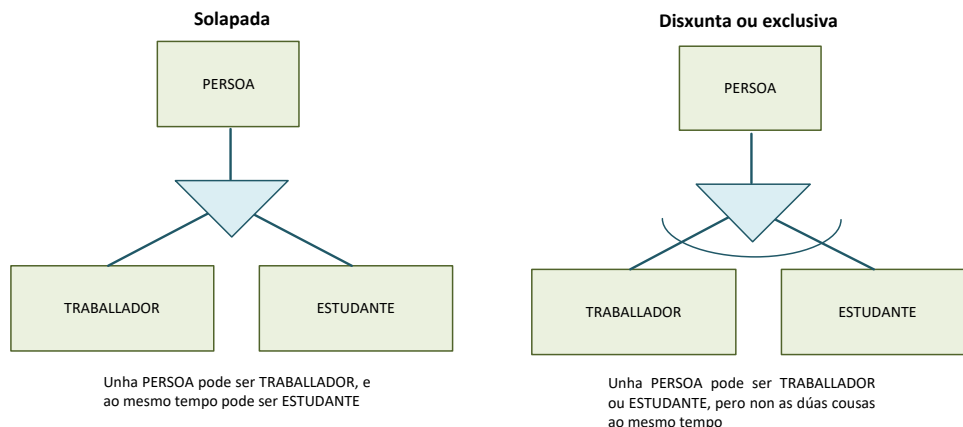 Solapada
PERSOA
TRABALLADOR
ESTUDANTE
Unha PERSOA pode ser TRABALLADOR, e
ao mesmo tempo pode ser ESTUDANTE
Disxunta ou exclusiva
PERSOA
TRABALLADOR
ESTUDANTE
Unha PERSOA pode ser TRABALLADOR
ou ESTUDANTE, pero non as dúas cousas
ao mesmo tempo